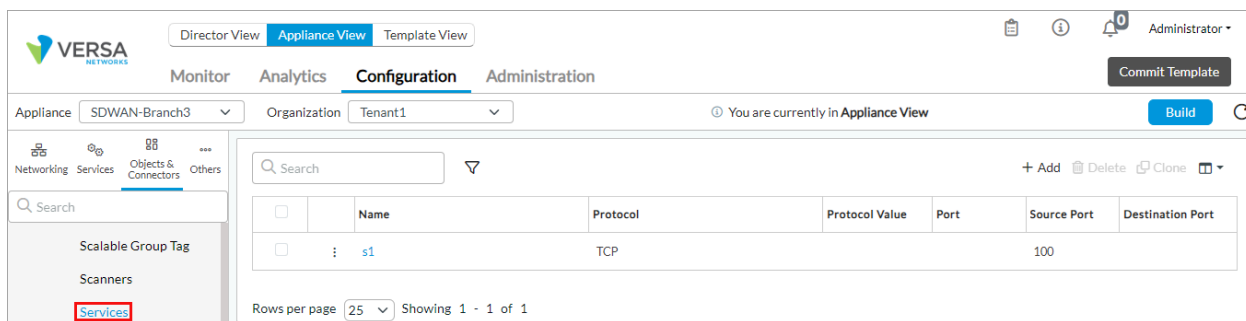 VERSA
NETWORKS
Director View Appliance View Template View
0
Administrator
Monitor Analytics Configuration Administration
Commit Template
Appliance SDWAN-Branch3 Organization Tenant1 You are currently in Appliance View Build
Networking Services Objects & Connectors Others
Search
Search
+ Add Delete Clone
Name Protocol Protocol Value Port Source Port Destination Port
s1 TCP 100
Scalable Group Tag
Scanners
Services
Rows per page 25 Showing 1 - 1 of 1